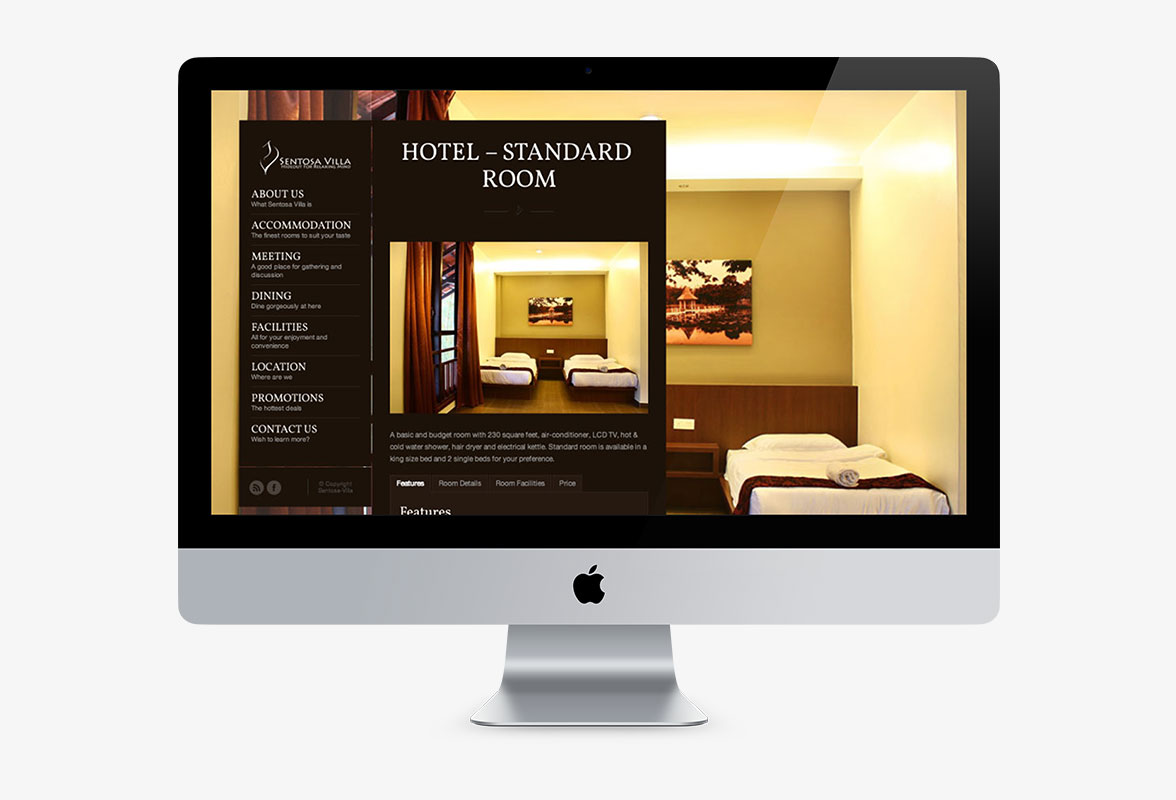 SENTOSA VILLA
HIDEOUT FOR RELAXING MIND
ABOUT US
What Sentosa Villa is
ACCOMMODATION
The finest rooms to suit your taste
MEETING
A good place for gathering and
discussion
DINING
Dine gorgeously at here
FACILITIES
All for your enjoyment and
convenience
LOCATION
Where are we
PROMOTIONS
The hottest deals
CONTACT US
Wish to learn more?
© Copyright
Sentosa-Villa
HOTEL – STANDARD
ROOM
A basic and budget room with 230 square feet, air-conditioner, LCD TV, hot &
cold water shower, hair dryer and electrical kettle. Standard room is available in a
king size bed and 2 single beds for your preference.
Features Room Details Room Facilities Price
Features